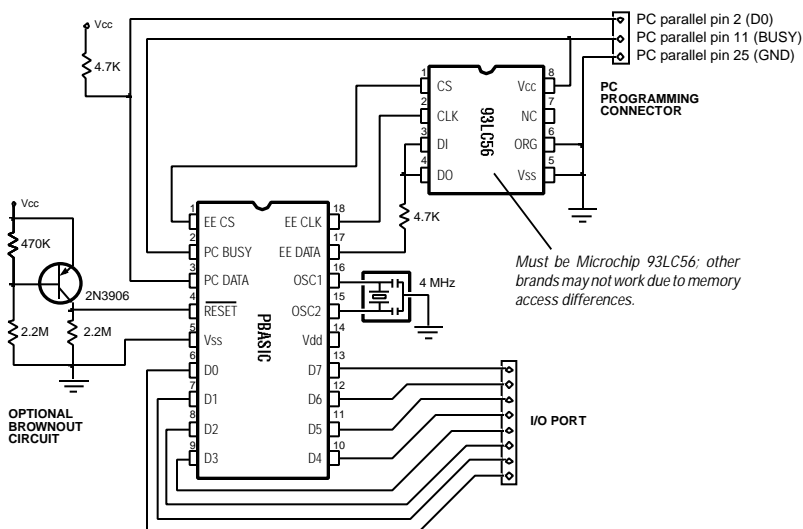 Vcc
4.7K
PC parallel pin 2 (D0)
PC parallel pin 11 (BUSY)
PC parallel pin 25 (GND)
PC
PROGRAMMING
CONNECTOR
1
CS
2
CLK
3
DI
4
DO
93LC56
8
Vcc
7
NC
6
ORG
5
Vss
4.7K
Must be Microchip 93LC56; other
brands may not work due to memory
access differences.
Vcc
470K
2N3906
2.2M
2.2M
OPTIONAL
BROWNOUT
CIRCUIT
1
EE CS
2
PC BUSY
3
PC DATA
4
RESET
5
Vss
6
D0
7
D1
8
D2
9
D3
PBASIC
18
EE CLK
17
EE DATA
16
OSC1
15
OSC2
14
Vdd
13
D7
12
D6
11
D5
10
D4
4 MHz
I/O PORT